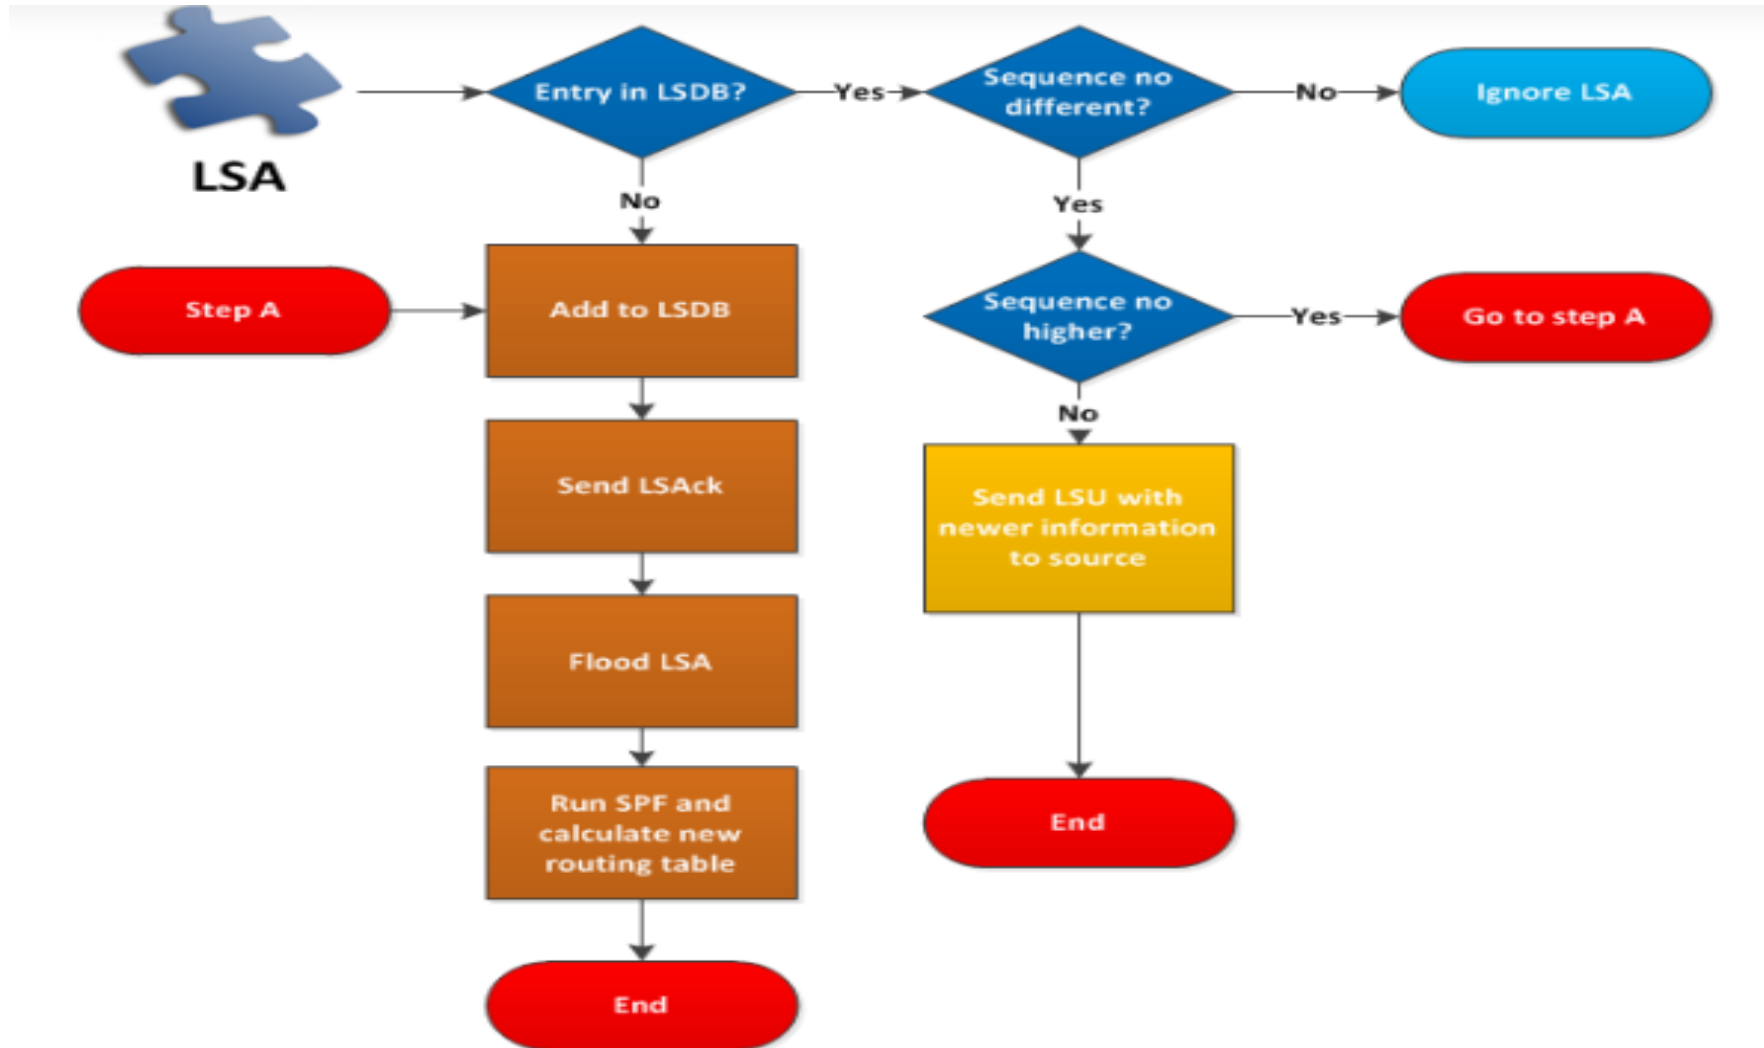 LSA
Entry in LSDB?
Yes
Sequence no
different?
No
Ignore LSA
No
Yes
Step A
Add to LSDB
Sequence no
higher?
Yes
Go to step A
No
Send LSAck
Send LSU with
newer information
to source
Flood LSA
Run SPF and
calculate new
routing table
End
End